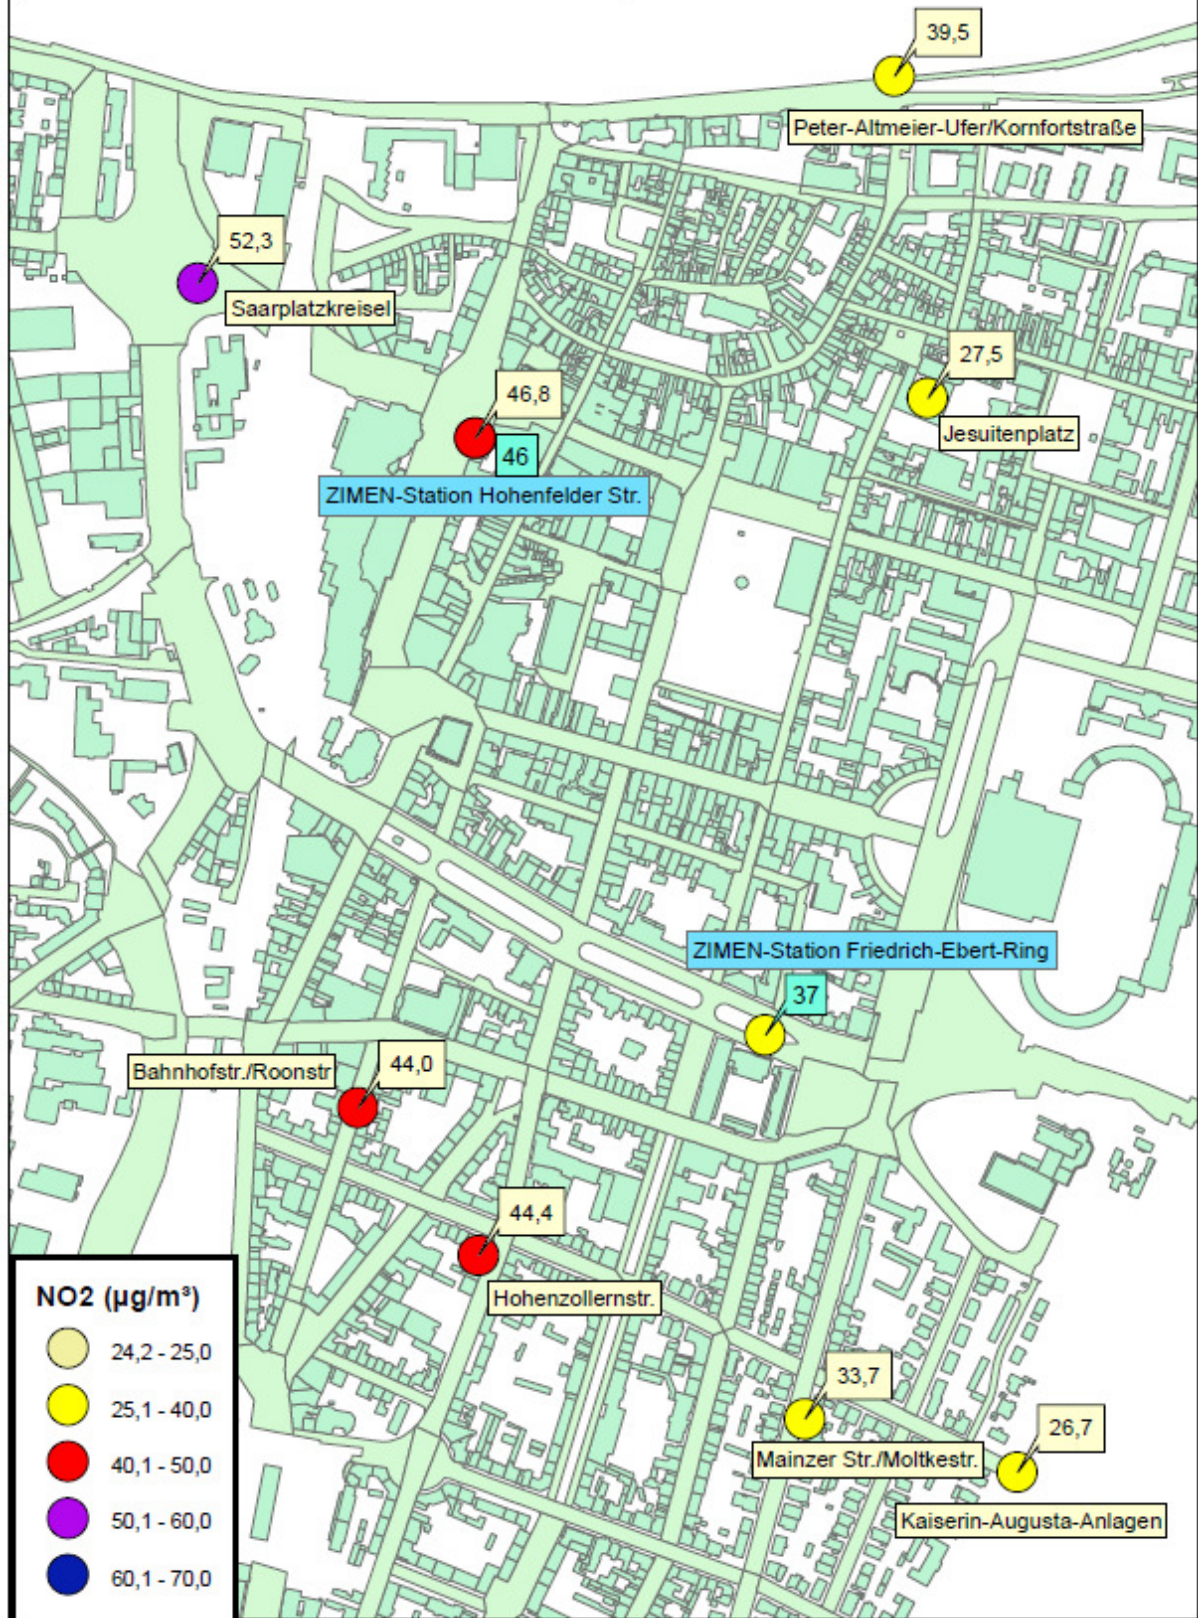 39,5
Peter-Altmeier-Ufer/Kornfortstraße
52,3
Saarplatzkreisel
27,5
Jesuitenplatz
46,8
46
ZIMEN-Station Hohenfelder Str.
ZIMEN-Station Friedrich-Ebert-Ring
37
Bahnhofstr./Roonstr
44,0
44,4
Hohenzollernstr.
33,7
Mainzer Str./Moltkestr.
26,7
Kaiserin-Augusta-Anlagen
NO2 (µg/m³)
24,2 - 25,0
25,1 - 40,0
40,1 - 50,0
50,1 - 60,0
60,1 - 70,0